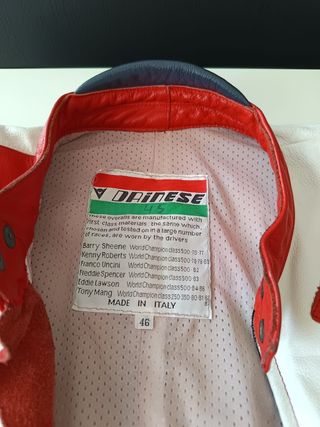 DAINESE
45
These overalls are manufactured with
first-class materials: the same which
chosen and tested on in a large number
of races, are worn by the drivers
Barry Sheene World Champion class 500 76-77
Kenny Roberts World Champion class 500 78-79-80
Franco Uncini World Champion class 500 82
Freddie Spencer World Champion class 500 83
Eddie Lawson World Champion class 500 84-86
Tony Mang World Champion class 250 350 80-81-82
MADE IN ITALY
46